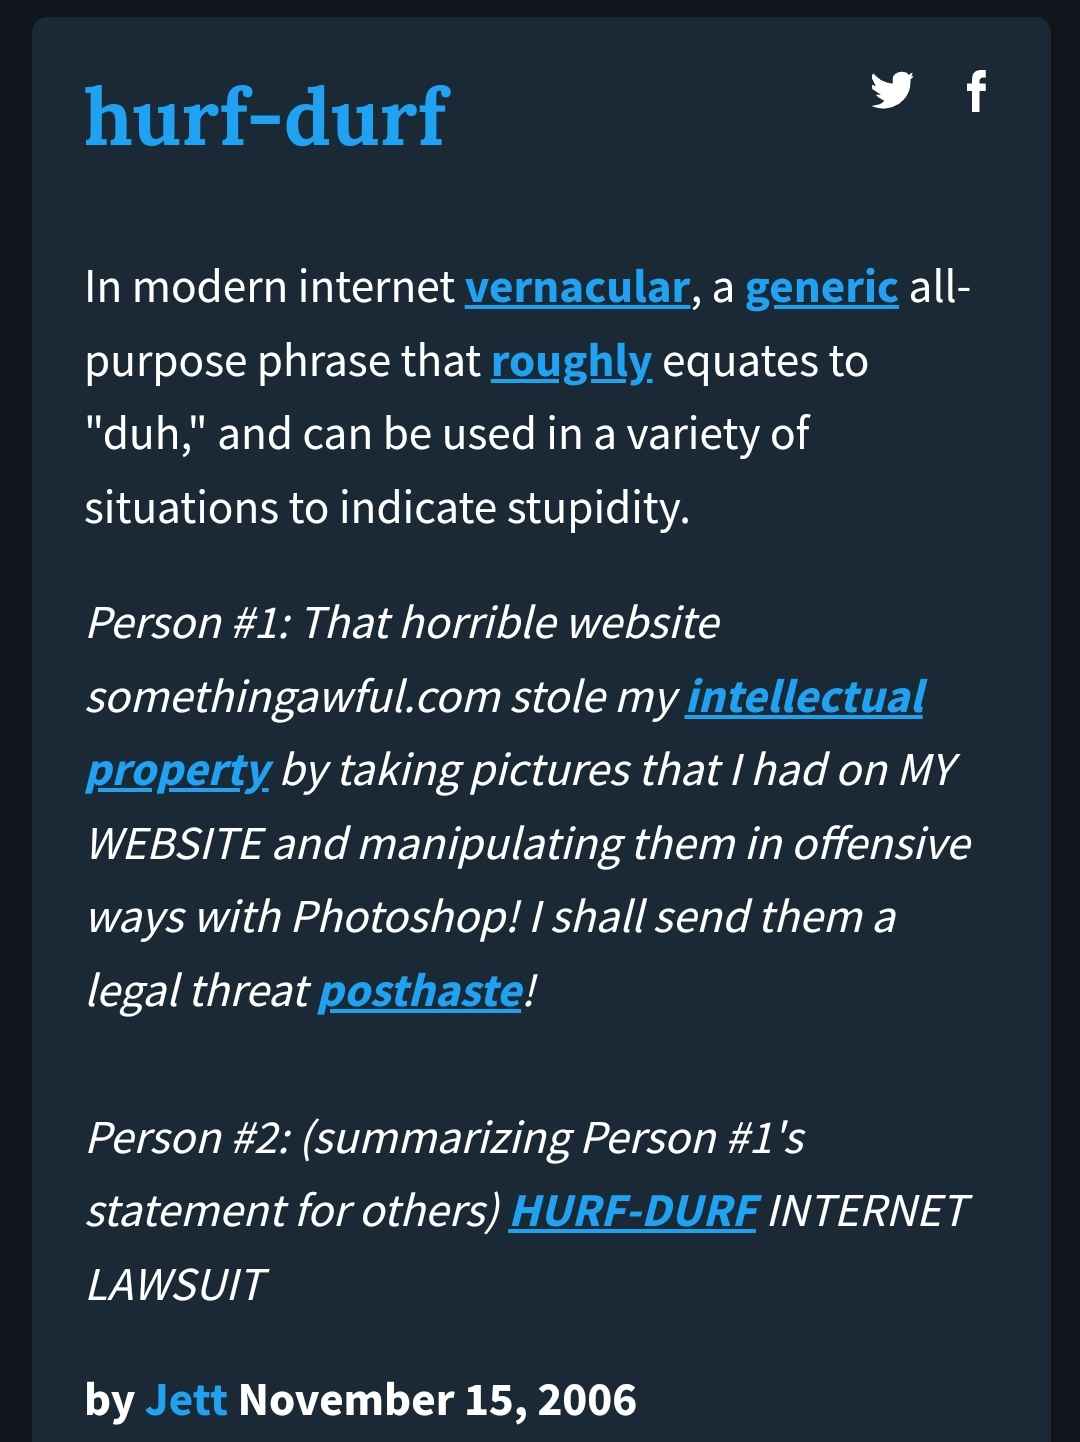 hurf-durf
In modern internet vernacular, a generic all-
purpose phrase that roughly equates to
"duh," and can be used in a variety of
situations to indicate stupidity.
Person #1: That horrible website
somethingawful.com stole my intellectual
property by taking pictures that I had on MY
WEBSITE and manipulating them in offensive
ways with Photoshop! I shall send them a
legal threat posthaste!
Person #2: (summarizing Person #1's
statement for others) HURF-DURF INTERNET
LAWSUIT
by Jett November 15, 2006